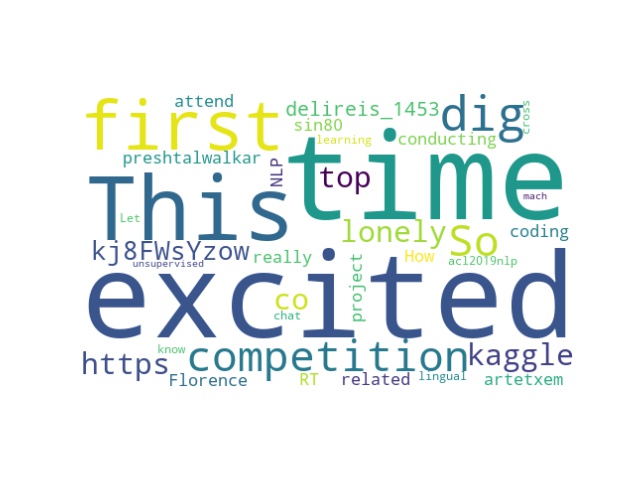 first
attend
delireis_1453
dig
cross
sin80
learning
conducting
preshtalwalkar
NLP
top
time
This
mach
Let
lonely
So
coding
kj8FWsYzow
unsupervised
really
How
acl2019nlp
excited
project
co
chat
https
know
competition
kaggle
Florence
RT
related
lingual
artetxem